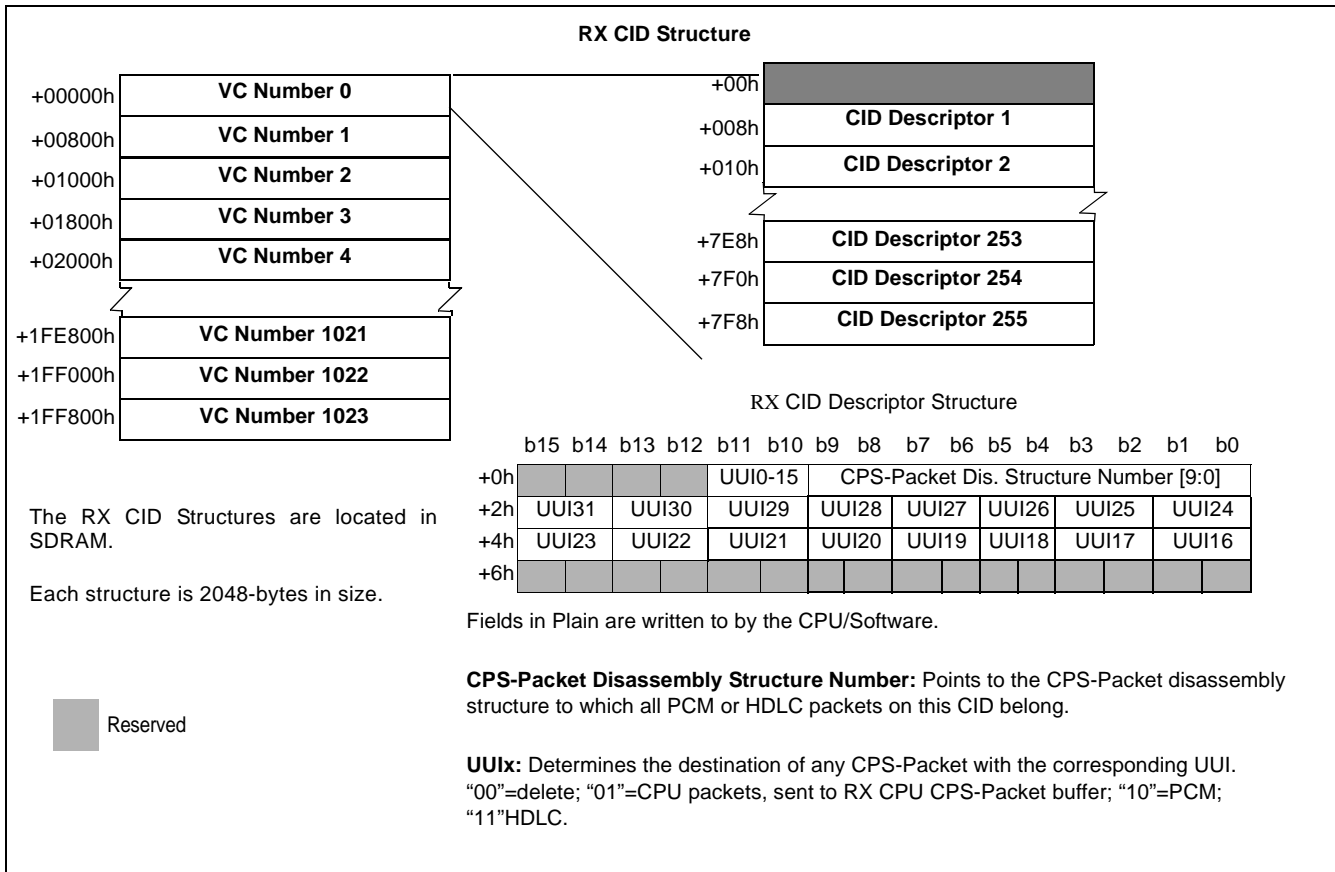 RX CID Structure
+00000h VC Number 0
+00800h VC Number 1
+01000h VC Number 2
+01800h VC Number 3
+02000h VC Number 4
+1FE800h VC Number 1021
+1FF000h VC Number 1022
+1FF800h VC Number 1023
+00h
+008h CID Descriptor 1
+010h CID Descriptor 2
+7E8h CID Descriptor 253
+7F0h CID Descriptor 254
+7F8h CID Descriptor 255
The RX CID Structures are located in
SDRAM.
Each structure is 2048-bytes in size.
Reserved
RX CID Descriptor Structure
b15 b14 b13 b12 b11 b10 b9 b8 b7 b6 b5 b4 b3 b2 b1 b0
+0h UUI0-15 CPS-Packet Dis. Structure Number [9:0]
+2h UUI31 UUI30 UUI29 UUI28 UUI27 UUI26 UUI25 UUI24
+4h UUI23 UUI22 UUI21 UUI20 UUI19 UUI18 UUI17 UUI16
+6h
Fields in Plain are written to by the CPU/Software.
CPS-Packet Disassembly Structure Number: Points to the CPS-Packet disassembly
structure to which all PCM or HDLC packets on this CID belong.
UUIx: Determines the destination of any CPS-Packet with the corresponding UUI.
“00”=delete; “01”=CPU packets, sent to RX CPU CPS-Packet buffer; “10”=PCM;
“11”HDLC.